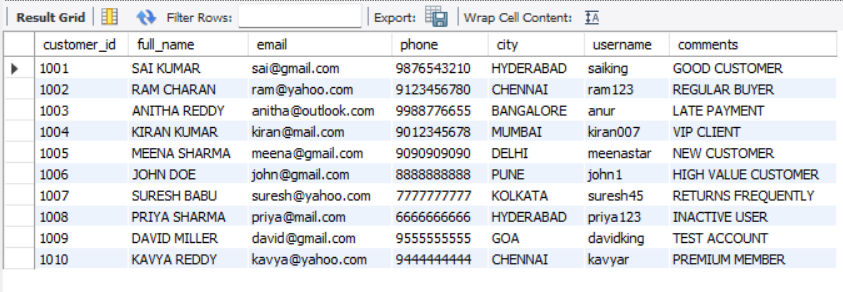 Result Grid Filter Rows: Export: Wrap Cell Content:
customer_id full_name email phone city username comments
1001 SAI KUMAR sai@gmail.com 9876543210 HYDERABAD saiking GOOD CUSTOMER
1002 RAM CHARAN ram@yahoo.com 9123456780 CHENNAI ram123 REGULAR BUYER
1003 ANITHA REDDY anitha@outlook.com 9988776655 BANGALORE anur LATE PAYMENT
1004 KIRAN KUMAR kiran@mail.com 9012345678 MUMBAI kiran007 VIP CLIENT
1005 MEENA SHARMA meena@gmail.com 9090909090 DELHI meenastar NEW CUSTOMER
1006 JOHN DOE john@gmail.com 8888888888 PUNE john1 HIGH VALUE CUSTOMER
1007 SURESH BABU suresh@yahoo.com 7777777777 KOLKATA suresh45 RETURNS FREQUENTLY
1008 PRIYA SHARMA priya@mail.com 6666666666 HYDERABAD priya123 INACTIVE USER
1009 DAVID MILLER david@gmail.com 9555555555 GOA davidking TEST ACCOUNT
1010 KAVYA REDDY kavya@yahoo.com 9444444444 CHENNAI kavyar PREMIUM MEMBER